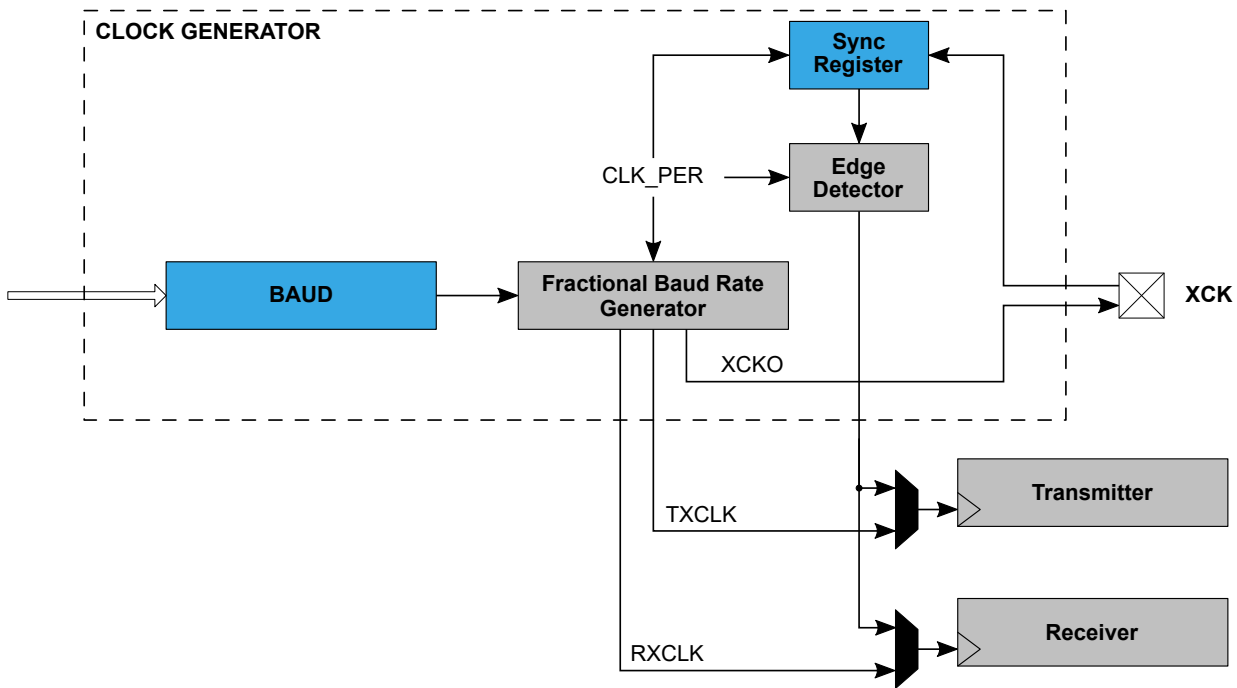 CLOCK GENERATOR
Sync
Register
CLK_PER
Edge
Detector
BAUD
Fractional Baud Rate
Generator
XCK
XCKO
TXCLK
Transmitter
RXCLK
Receiver